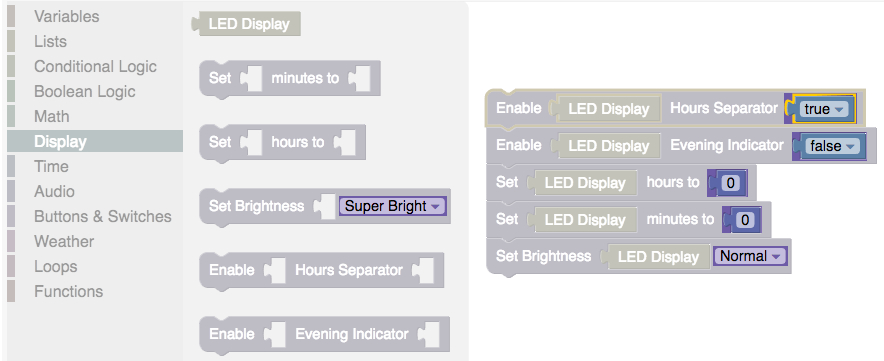 Variables
Lists
Conditional Logic
Boolean Logic
Math
Display
Time
Audio
Buttons & Switches
Weather
Loops
Functions
LED Display
Set minutes to
Set hours to
Set Brightness Super Bright
Enable Hours Separator
Enable Evening Indicator
Enable LED Display Hours Separator true
Enable LED Display Evening Indicator false
Set LED Display hours to 0
Set LED Display minutes to 0
Set Brightness LED Display Normal